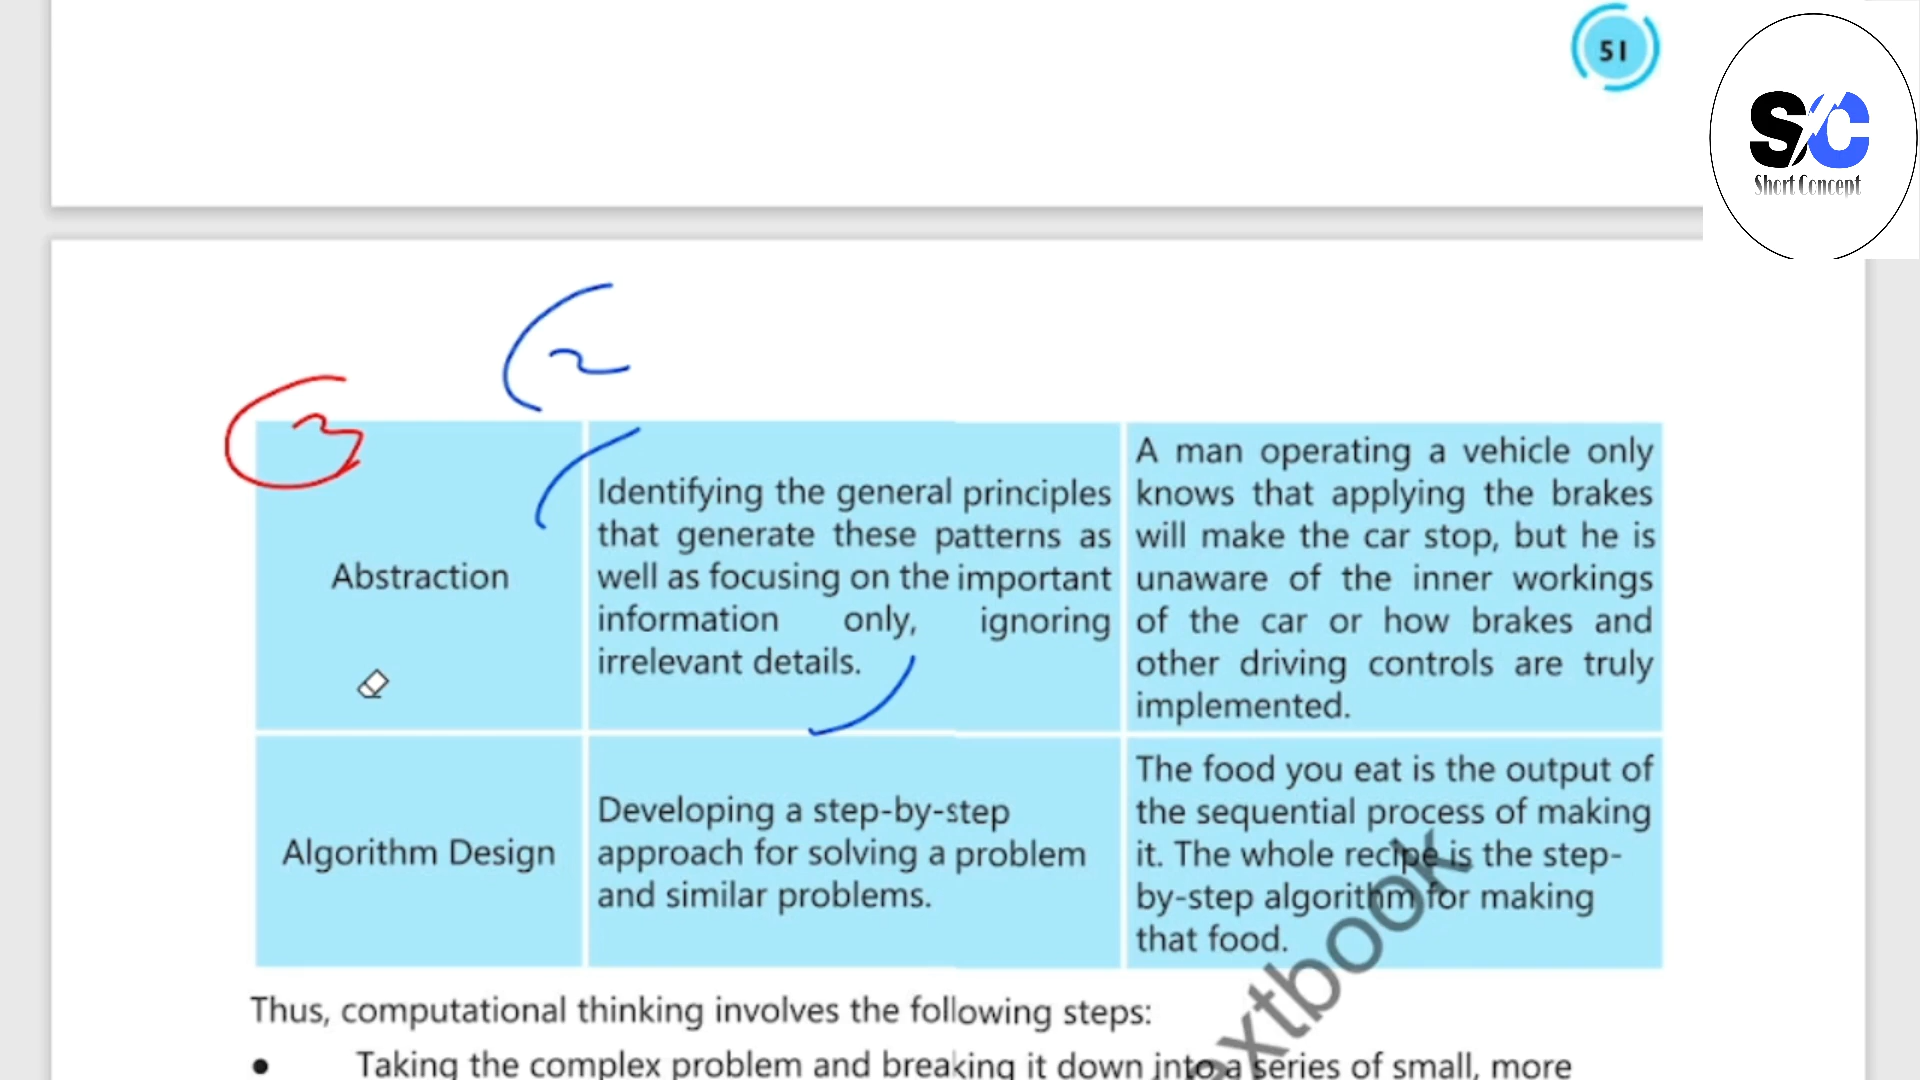 51
SC
Short Concept
2
3
Abstraction
Identifying the general principles
that generate these patterns as
well as focusing on the important
information only, ignoring
irrelevant details.
A man operating a vehicle only
knows that applying the brakes
will make the car stop, but he is
unaware of the inner workings
of the car or how brakes and
other driving controls are truly
implemented.
Algorithm Design
Developing a step-by-step
approach for solving a problem
and similar problems.
The food you eat is the output of
the sequential process of making
it. The whole recipe is the step-
by-step algorithm for making
that food.
Thus, computational thinking involves the following steps:
● Taking the complex problem and breaking it down into a series of small, more